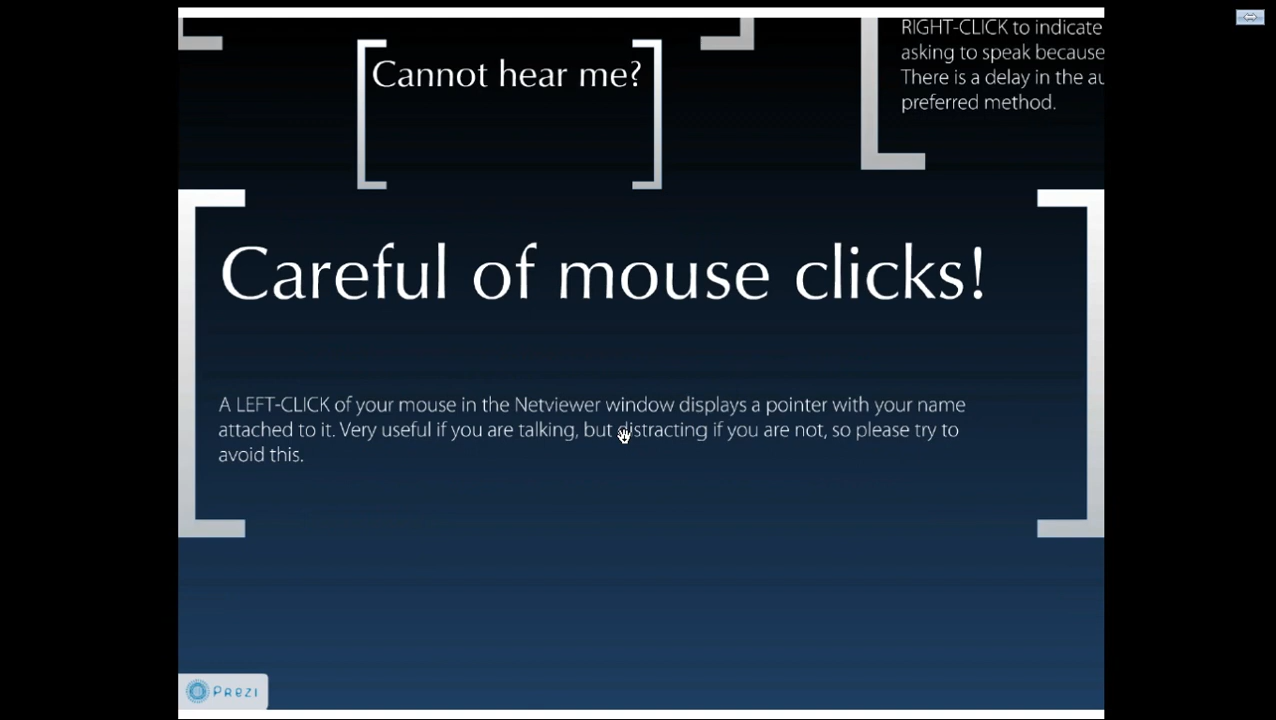 Cannot hear me?
RIGHT-CLICK to indicate
asking to speak because
There is a delay in the au
preferred method.
Careful of mouse clicks!
A LEFT-CLICK of your mouse in the Netviewer window displays a pointer with your name
attached to it. Very useful if you are talking, but distracting if you are not, so please try to
avoid this.
Prezi